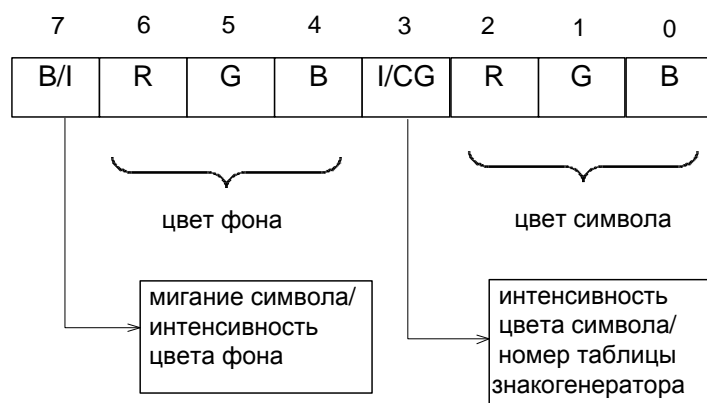 7 6 5 4 3 2 1 0
B/I R G B I/CG R G B
цвет фона
цвет символа
мигание символа/
интенсивность
цвета фона
интенсивность
цвета символа/
номер таблицы
знакогенератора